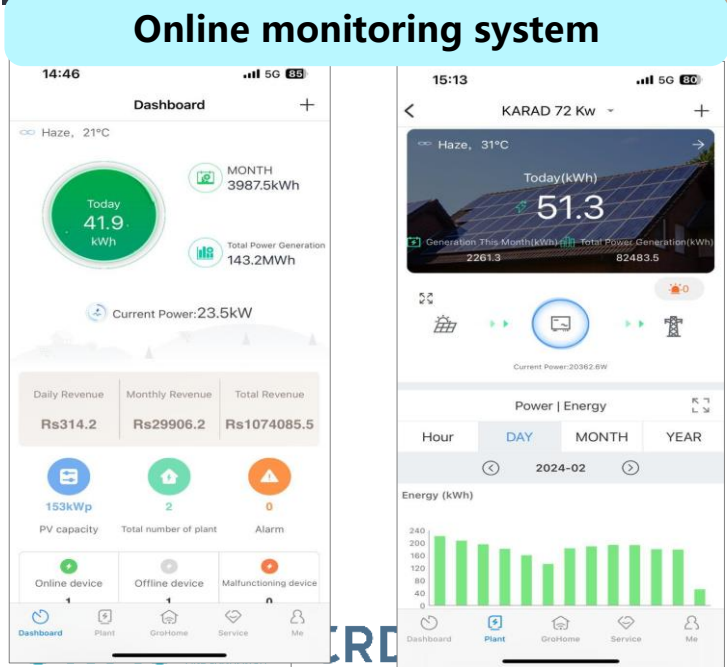 Online monitoring system
14:46
5G 85
Dashboard
Haze, 21°C
Today
41.9
kWh
MONTH
3987.5kWh
Total Power Generation
143.2MWh
Current Power:23.5kW
Daily Revenue Monthly Revenue Total Revenue
Rs314.2 Rs29906.2 Rs1074085.5
153kWp 2 0
PV capacity Total number of plant Alarm
Online device Offline device Malfunctioning device
1 1 0
Dashboard Plant GroHome Service Me
15:13
5G 80
KARAD 72 Kw
Haze, 31°C
Today(kWh)
51.3
Generation This Month(kWh) Total Power Generation(kWh)
2261.3 82483.5
0
Current Power:20362.6W
Power | Energy
Hour DAY MONTH YEAR
2024-02
Energy (kWh)
240
200
160
120
80
40
0
Dashboard Plant GroHome Service Me